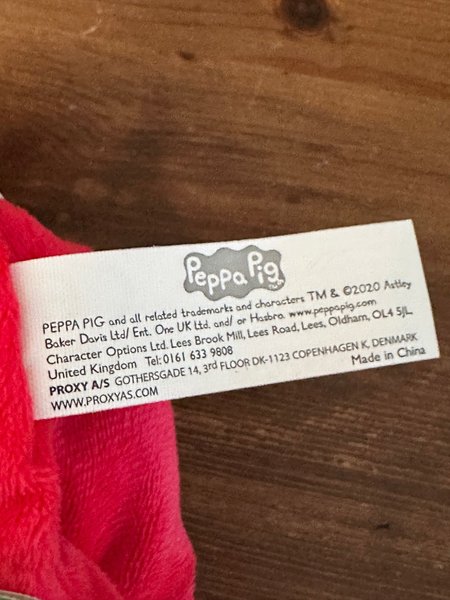 Peppa Pig
PEPPA PIG and all related trademarks and characters TM & ©2020 Astley
Baker Davis Ltd/ Ent. One UK Ltd. and/ or Hasbro. www.peppapig.com
Character Options Ltd. Lees Brook Mill, Lees Road, Lees, Oldham, OL4 5JL.
United Kingdom Tel: 0161 633 9808
PROXY A/S GOTHERSGADE 14, 3rd FLOOR DK-1123 COPENHAGEN K, DENMARK
WWW.PROXYAS.COM Made in China